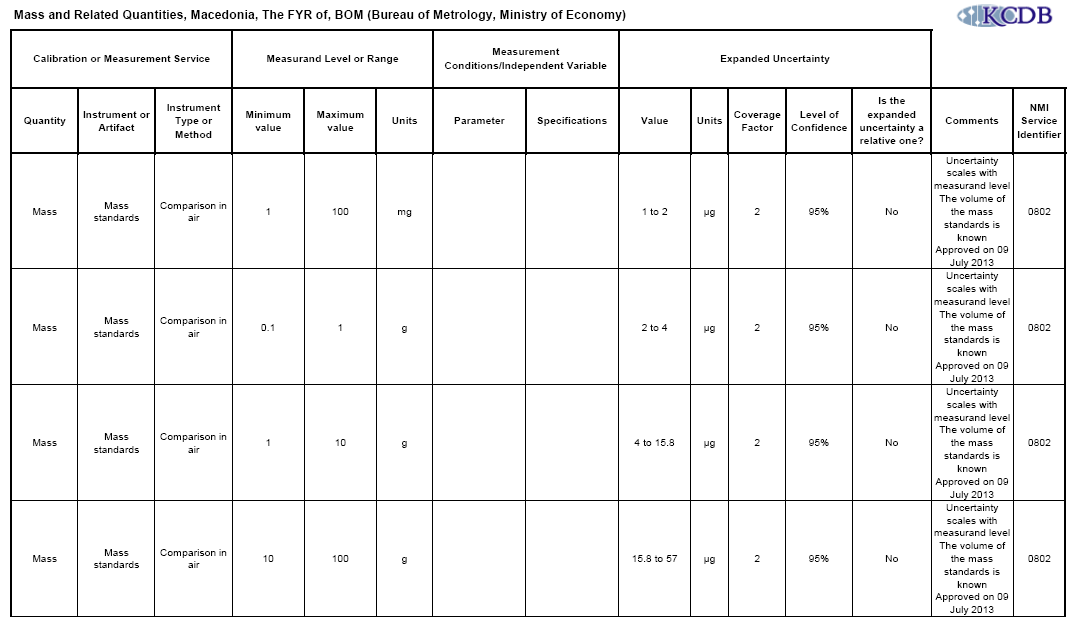 Mass and Related Quantities, Macedonia, The FYR of, BOM (Bureau of Metrology, Ministry of Economy)
KCDB
Calibration or Measurement Service
Measurand Level or Range
Measurement
Conditions/Independent Variable
Expanded Uncertainty
Quantity
Instrument or
Artifact
Instrument
Type or
Method
Minimum
value
Maximum
value
Units
Parameter
Specifications
Value
Units
Coverage
Factor
Level of
Confidence
Is the
expanded
uncertainty a
relative one?
Comments
NMI
Service
Identifier
Mass
Mass
standards
Comparison in
air
1
100
mg
1 to 2
µg
2
95%
No
Uncertainty
scales with
measurand level
The volume of
the mass
standards is
known
Approved on 09
July 2013
0802
Mass
Mass
standards
Comparison in
air
0.1
1
g
2 to 4
µg
2
95%
No
Uncertainty
scales with
measurand level
The volume of
the mass
standards is
known
Approved on 09
July 2013
0802
Mass
Mass
standards
Comparison in
air
1
10
g
4 to 15.8
µg
2
95%
No
Uncertainty
scales with
measurand level
The volume of
the mass
standards is
known
Approved on 09
July 2013
0802
Mass
Mass
standards
Comparison in
air
10
100
g
15.8 to 57
µg
2
95%
No
Uncertainty
scales with
measurand level
The volume of
the mass
standards is
known
Approved on 09
July 2013
0802